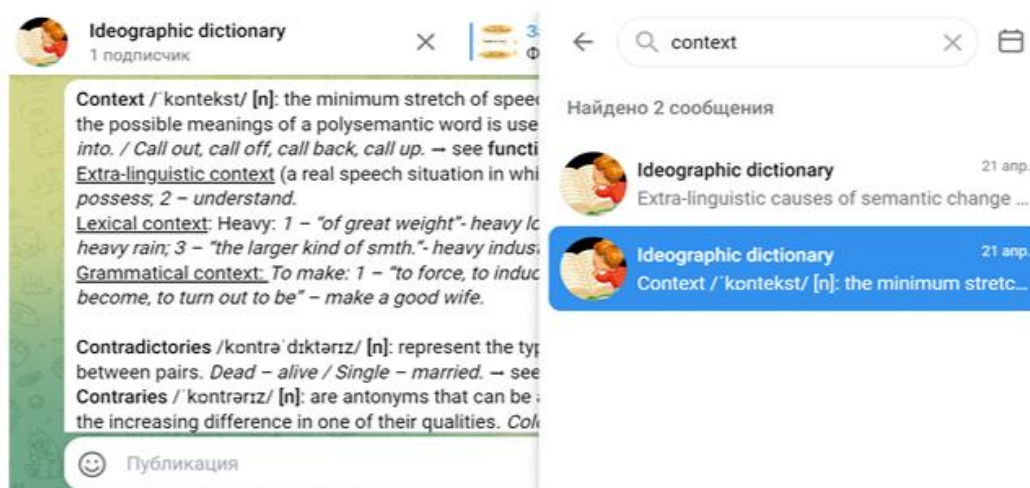 Ideographic dictionary
1 подписчик
Context /ˈkɒntekst/ [n]: the minimum stretch of speec
the possible meanings of a polysemantic word is use
into. / Call out, call off, call back, call up. → see functi
Extra-linguistic context (a real speech situation in whi
possess; 2 – understand.
Lexical context: Heavy: 1 – “of great weight”- heavy lo
heavy rain; 3 – “the larger kind of smth.”- heavy indus
Grammatical context: To make: 1 – “to force, to induc
become, to turn out to be” – make a good wife.
Contradictories /kɒntrəˈdɪktərɪz/ [n]: represent the typ
between pairs. Dead – alive / Single – married. → see
Contraries /ˈkɒntrərɪz/ [n]: are antonyms that can be
the increasing difference in one of their qualities. Col
Публикация
context
Найдено 2 сообщения
Ideographic dictionary 21 апр.
Extra-linguistic causes of semantic change ...
Ideographic dictionary 21 апр.
Context /ˈkɒntekst/ [n]: the minimum stretc...